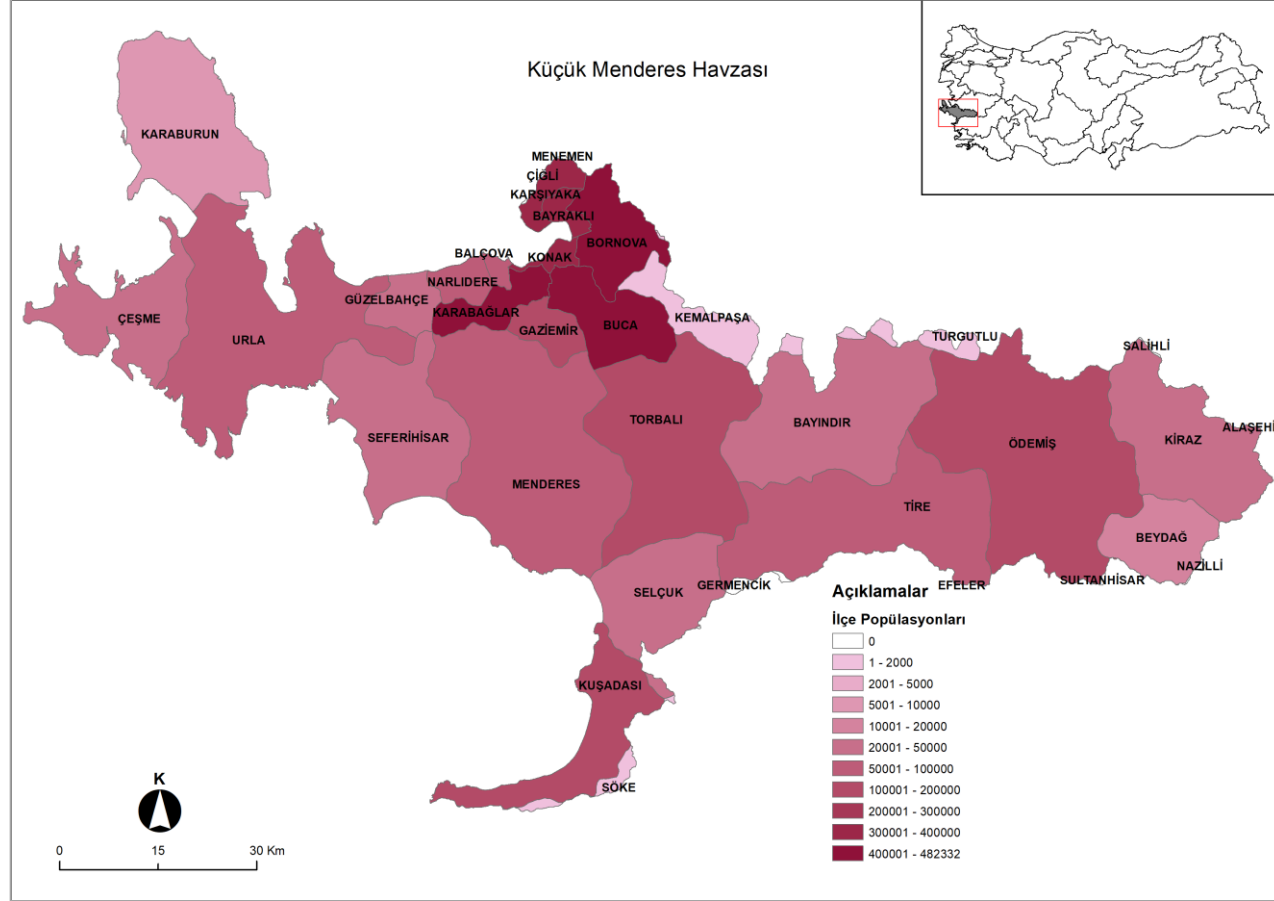 Küçük Menderes Havzası
KARABURUN
MENEMEN
ÇİĞLİ
KARŞIYAKA
BAYRAKLI
BORNOVA
BALÇOVA
KONAK
NARLIDERE
GÜZELBAHÇE
KARABAĞLAR
KEMALPAŞA
ÇEŞME
GAZİEMİR
BUCA
URLA
TURGUTLU
SALİHLİ
TORBALI
BAYINDIR
ALAŞEHİ
SEFERİHİSAR
ÖDEMİŞ
KİRAZ
MENDERES
TİRE
BEYDAĞ
NAZİLLİ
SELÇUK
GERMENCİK
EFELER
SULTANHİSAR
KUŞADASI
SÖKE
Açıklamalar
İlçe Popülasyonları
0
1 - 2000
2001 - 5000
5001 - 10000
10001 - 20000
20001 - 50000
50001 - 100000
100001 - 200000
200001 - 300000
300001 - 400000
400001 - 482332
K
0 15 30 Km